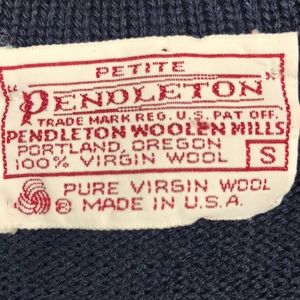 PETITE
"PENDLETON"
TRADE MARK REG. U.S. PAT. OFF.
PENDLETON WOOLEN MILLS
PORTLAND, OREGON
100% VIRGIN WOOL S
PURE VIRGIN WOOL
® MADE IN U.S.A.